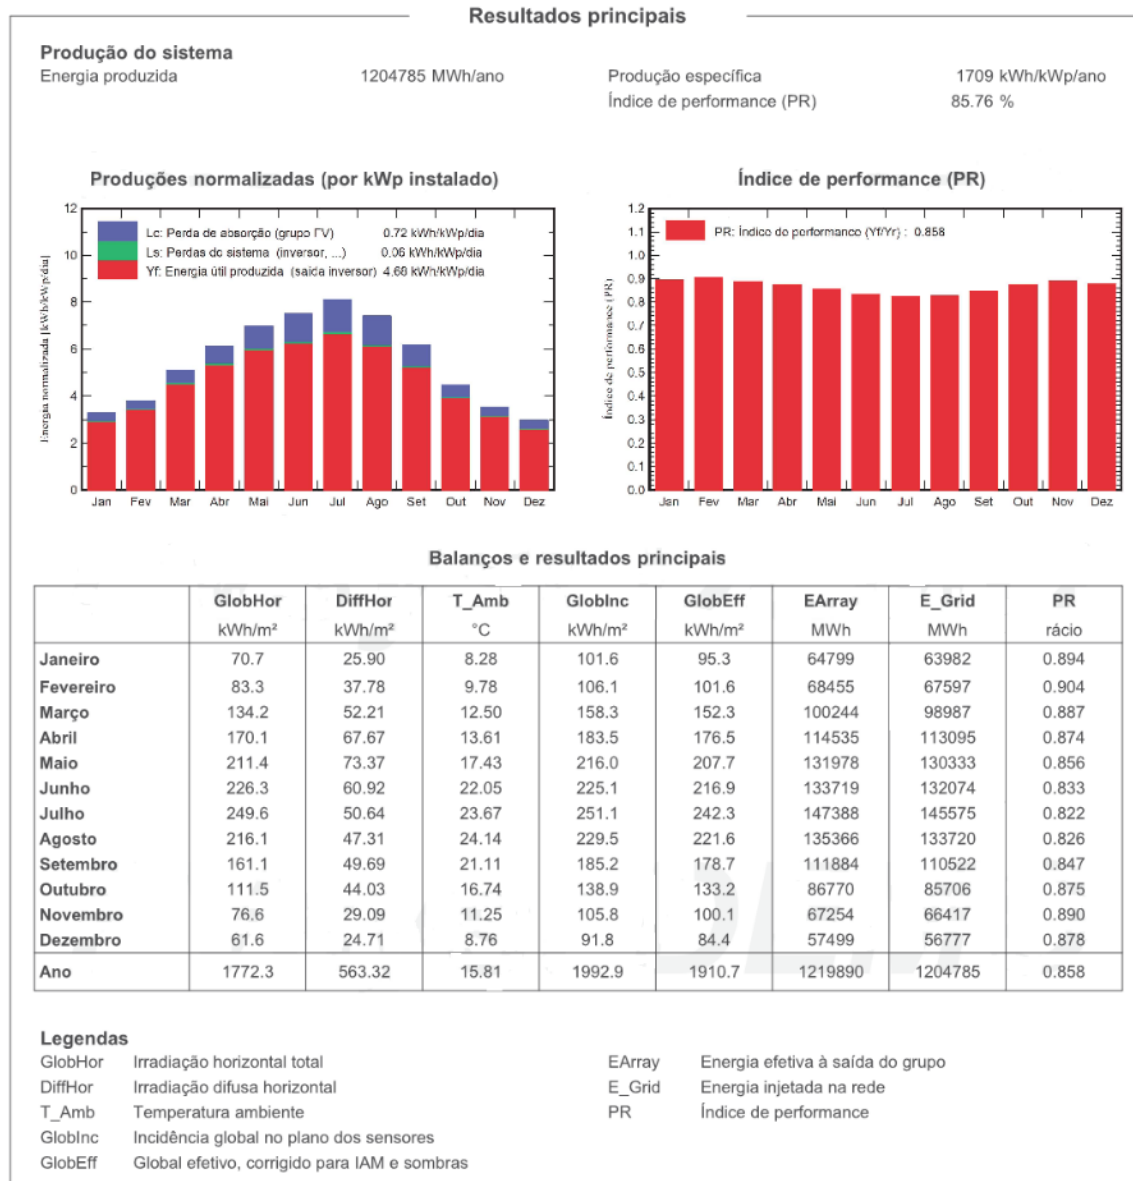 Resultados principais
Produção do sistema
Energia produzida 1204785 MWh/ano Produção específica 1709 kWh/kWp/ano
Índice de performance (PR) 85.76 %
Produções normalizadas (por kWp instalado)
12
10
8
6
4
2
0
Energia normalizada [kWh/kWp/dia]
Lc: Perda de absorção (grupo FV) 0.72 kWh/kWp/dia
Ls: Perdas do sistema (inversor, ...) 0.06 kWh/kWp/dia
Yf: Energia útil produzida (saída inversor) 4.68 kWh/kWp/dia
Jan Fev Mar Abr Mai Jun Jul Ago Set Out Nov Dez
Índice de performance (PR)
1.2
1.1
1.0
0.9
0.8
0.7
0.6
0.5
0.4
0.3
0.2
0.1
0.0
Índice de performance (PR)
PR: Índice de performance (Yf/Yr) : 0.858
Jan Fev Mar Abr Mai Jun Jul Ago Set Out Nov Dez
Balanços e resultados principais
GlobHor DiffHor T_Amb GlobInc GlobEff EArray E_Grid PR
kWh/m² kWh/m² °C kWh/m² kWh/m² MWh MWh rácio
Janeiro 70.7 25.90 8.28 101.6 95.3 64799 63982 0.894
Fevereiro 83.3 37.78 9.78 106.1 101.6 68455 67597 0.904
Março 134.2 52.21 12.50 158.3 152.3 100244 98987 0.887
Abril 170.1 67.67 13.61 183.5 176.5 114535 113095 0.874
Maio 211.4 73.37 17.43 216.0 207.7 131978 130333 0.856
Junho 226.3 60.92 22.05 225.1 216.9 133719 132074 0.833
Julho 249.6 50.64 23.67 251.1 242.3 147388 145575 0.822
Agosto 216.1 47.31 24.14 229.5 221.6 135366 133720 0.826
Setembro 161.1 49.69 21.11 185.2 178.7 111884 110522 0.847
Outubro 111.5 44.03 16.74 138.9 133.2 86770 85706 0.875
Novembro 76.6 29.09 11.25 105.8 100.1 67254 66417 0.890
Dezembro 61.6 24.71 8.76 91.8 84.4 57499 56777 0.878
Ano 1772.3 563.32 15.81 1992.9 1910.7 1219890 1204785 0.858
Legendas
GlobHor Irradiação horizontal total EArray Energia efetiva à saída do grupo
DiffHor Irradiação difusa horizontal E_Grid Energia injetada na rede
T_Amb Temperatura ambiente PR Índice de performance
GlobInc Incidência global no plano dos sensores
GlobEff Global efetivo, corrigido para IAM e sombras